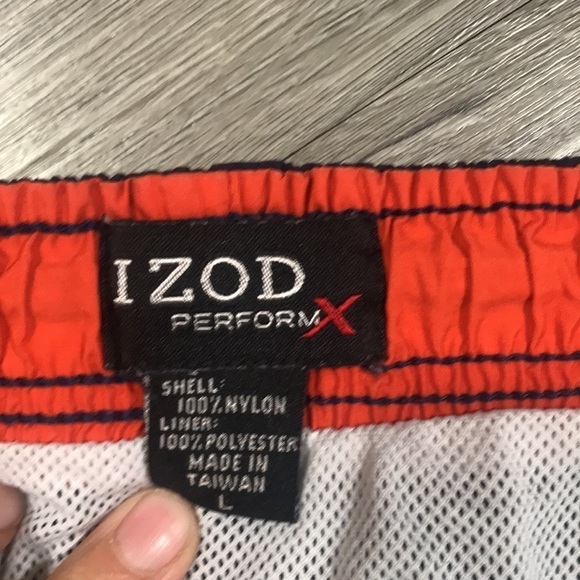 IZOD
PERFORMX
SHELL:
100% NYLON
LINER:
100% POLYESTER
MADE IN
TAIWAN
L